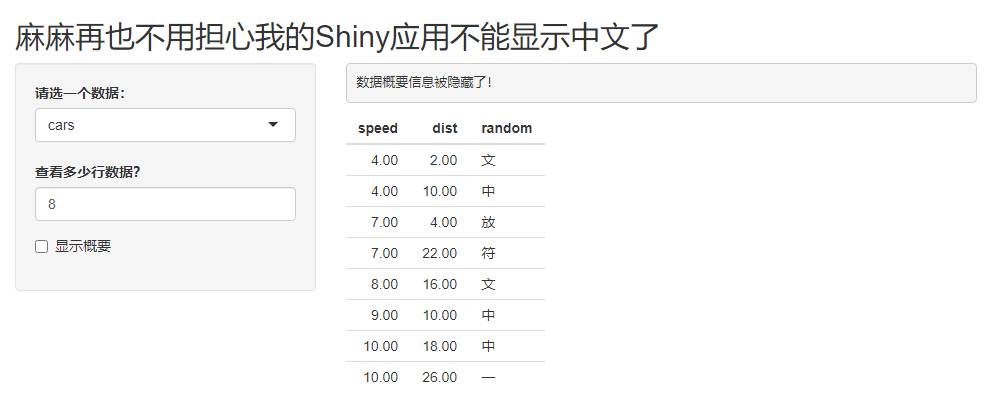 麻麻再也不用担心我的Shiny应用不能显示中文了
请选一个数据：
cars
查看多少行数据？
8
显示概要
数据概要信息被隐藏了！
speed dist random
4.00 2.00 文
4.00 10.00 中
7.00 4.00 放
7.00 22.00 符
8.00 16.00 文
9.00 10.00 中
10.00 18.00 中
10.00 26.00 一